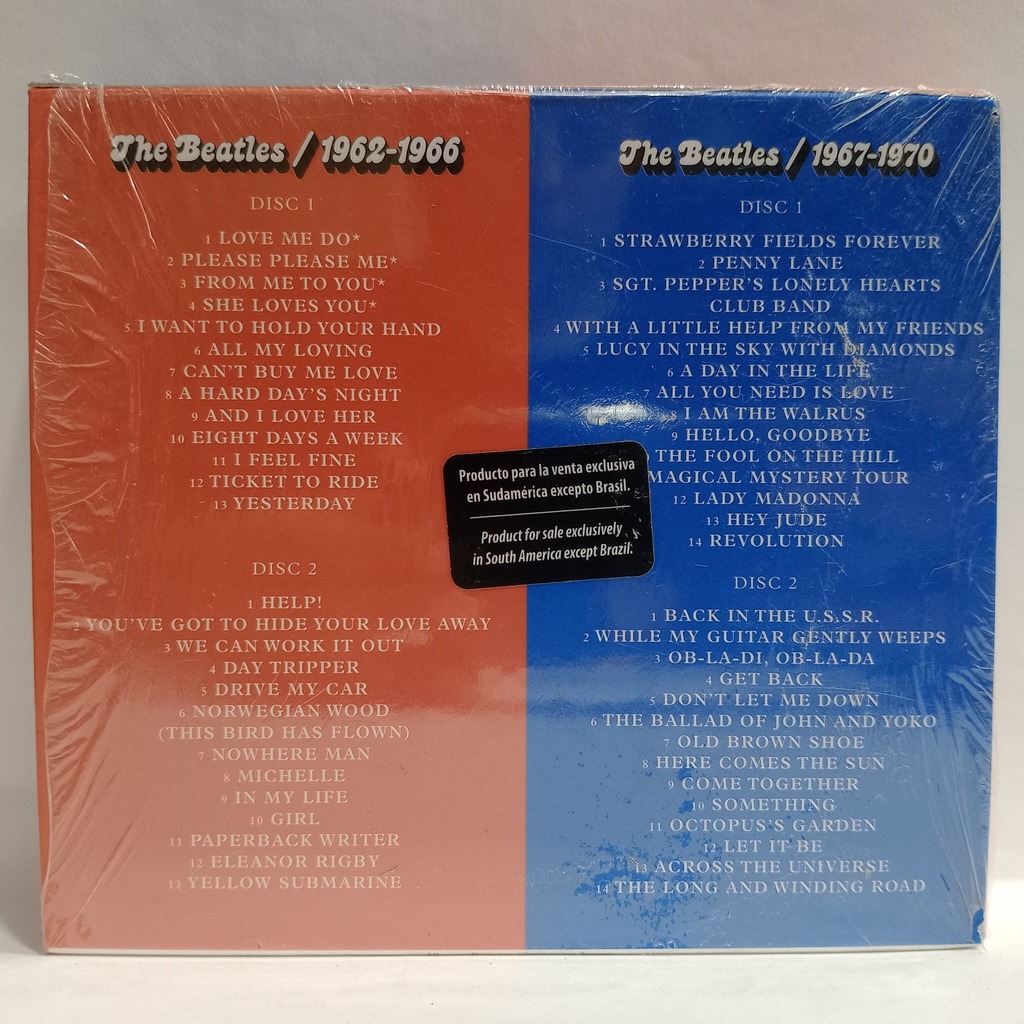 The Beatles / 1962-1966
DISC 1
1 LOVE ME DO*
2 PLEASE PLEASE ME*
3 FROM ME TO YOU*
4 SHE LOVES YOU*
5 I WANT TO HOLD YOUR HAND
6 ALL MY LOVING
7 CAN'T BUY ME LOVE
8 A HARD DAY'S NIGHT
9 AND I LOVE HER
10 EIGHT DAYS A WEEK
11 I FEEL FINE
12 TICKET TO RIDE
13 YESTERDAY
DISC 2
1 HELP!
2 YOU'VE GOT TO HIDE YOUR LOVE AWAY
3 WE CAN WORK IT OUT
4 DAY TRIPPER
5 DRIVE MY CAR
6 NORWEGIAN WOOD
(THIS BIRD HAS FLOWN)
7 NOWHERE MAN
8 MICHELLE
9 IN MY LIFE
10 GIRL
11 PAPERBACK WRITER
12 ELEANOR RIGBY
13 YELLOW SUBMARINE
Producto para la venta exclusiva
en Sudamérica excepto Brasil.
Product for sale exclusively
in South America except Brazil.
The Beatles / 1967-1970
DISC 1
1 STRAWBERRY FIELDS FOREVER
2 PENNY LANE
3 SGT. PEPPER'S LONELY HEARTS
CLUB BAND
4 WITH A LITTLE HELP FROM MY FRIENDS
5 LUCY IN THE SKY WITH DIAMONDS
6 A DAY IN THE LIFE
7 ALL YOU NEED IS LOVE
8 I AM THE WALRUS
9 HELLO, GOODBYE
THE FOOL ON THE HILL
MAGICAL MYSTERY TOUR
12 LADY MADONNA
13 HEY JUDE
14 REVOLUTION
DISC 2
1 BACK IN THE U.S.S.R.
2 WHILE MY GUITAR GENTLY WEEPS
3 OB-LA-DI, OB-LA-DA
4 GET BACK
5 DON'T LET ME DOWN
6 THE BALLAD OF JOHN AND YOKO
7 OLD BROWN SHOE
8 HERE COMES THE SUN
9 COME TOGETHER
10 SOMETHING
11 OCTOPUS'S GARDEN
12 LET IT BE
13 ACROSS THE UNIVERSE
14 THE LONG AND WINDING ROAD